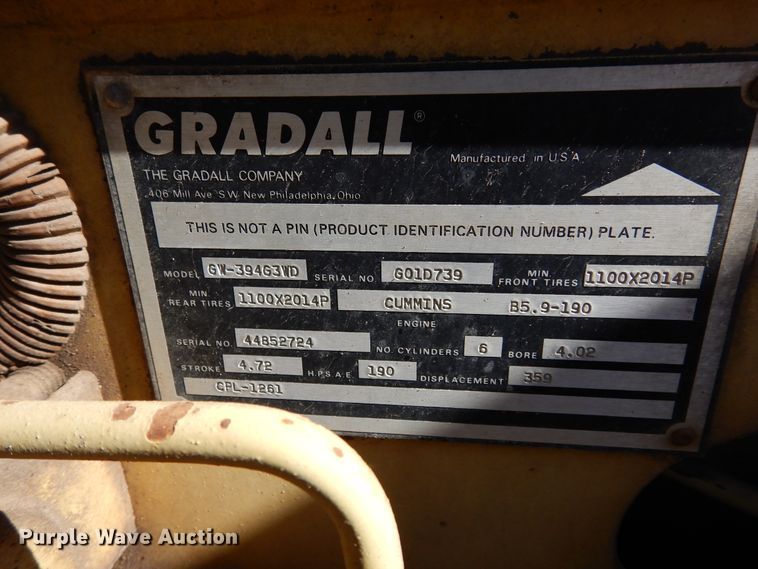 GRADALL®
Manufactured in U S A
THE GRADALL COMPANY
406 Mill Ave S W New Philadelphia, Ohio
THIS IS NOT A PIN (PRODUCT IDENTIFICATION NUMBER) PLATE.
MODEL GW-394G3WD SERIAL NO. G01D739 MIN FRONT TIRES 1100X2014P
MIN REAR TIRES 1100X2014P CUMMINS B5.9-190
ENGINE
SERIAL NO. 44852724 NO. CYLINDERS 6 BORE 4.02
STROKE 4.72 H.P.S.A.E. 190 DISPLACEMENT 359
CPL-1261
Purple Wave Auction